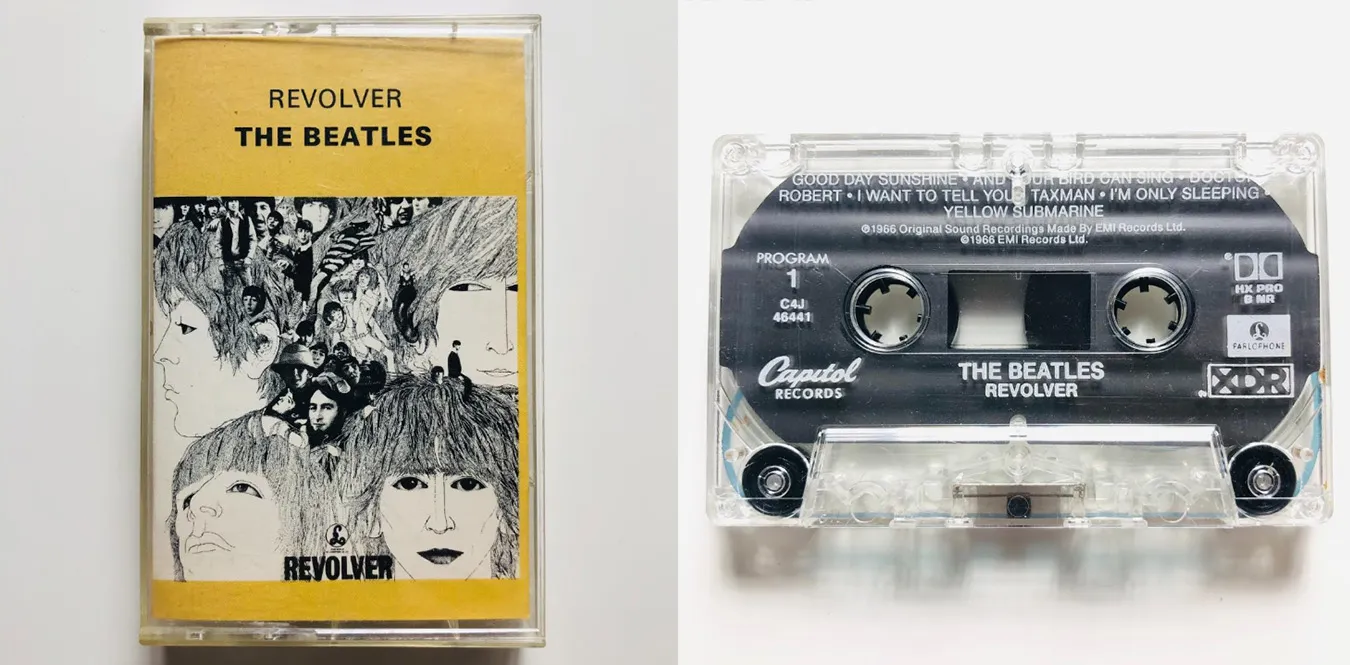 REVOLVER
THE BEATLES
REVOLVER
GOOD DAY SUNSHINE • AND YOUR BIRD CAN SING • DOCTOR
ROBERT • I WANT TO TELL YOU • TAXMAN • I'M ONLY SLEEPING •
YELLOW SUBMARINE
℗1966 Original Sound Recordings Made By EMI Records Ltd.
©1966 EMI Records Ltd.
PROGRAM
1
C4J
46441
HX PRO
B NR
PARLOPHONE
Capitol
RECORDS
THE BEATLES
REVOLVER
XDR